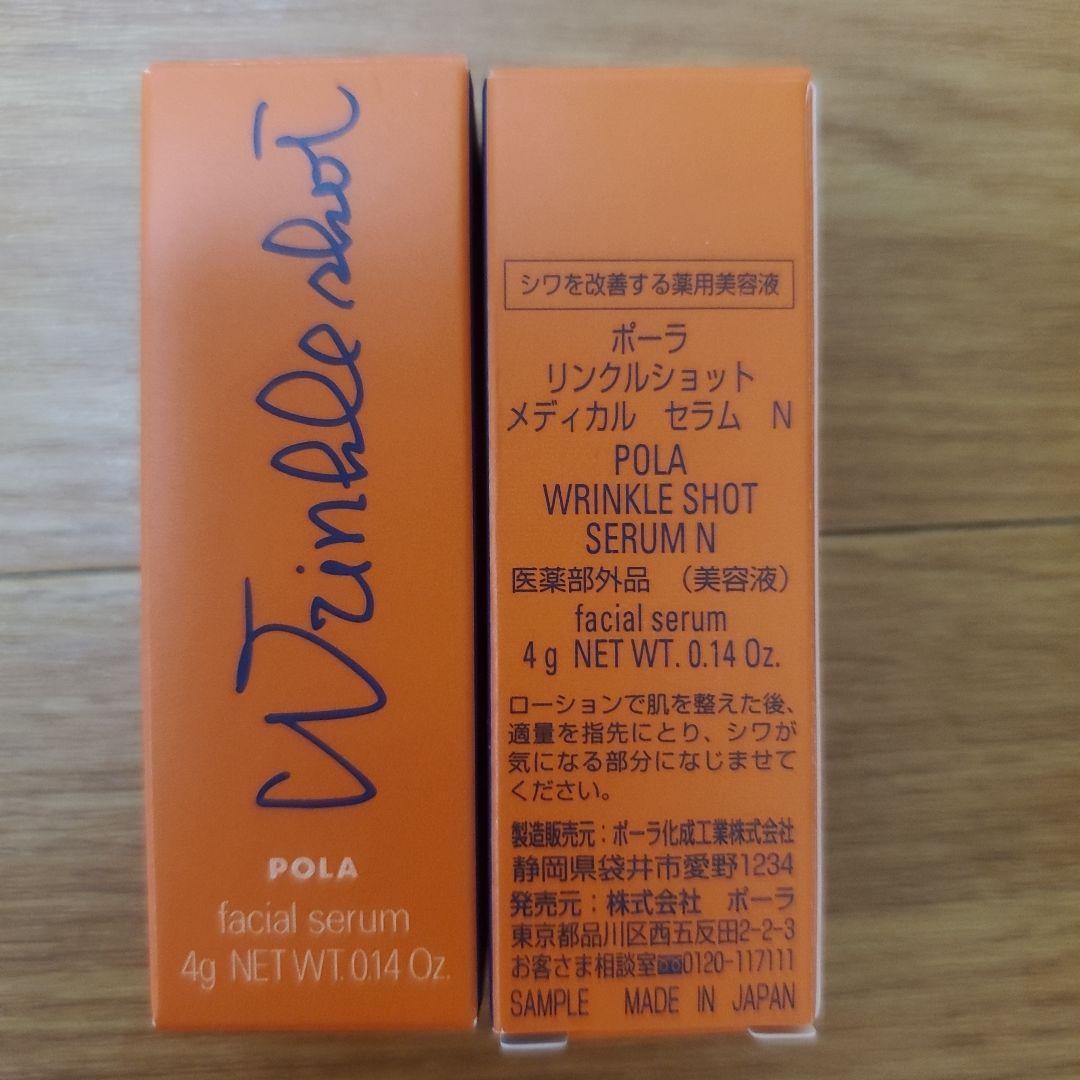 Wrinkle shot
POLA
facial serum
4g NET WT. 0.14 Oz.
シワを改善する薬用美容液
ポーラ
リンクルショット
メディカル セラム N
POLA
WRINKLE SHOT
SERUM N
医薬部外品 （美容液）
facial serum
4 g NET WT. 0.14 Oz.
ローションで肌を整えた後、
適量を指先にとり、シワが
気になる部分になじませて
ください。
製造販売元：ポーラ化成工業株式会社
静岡県袋井市愛野1234
発売元：株式会社 ポーラ
東京都品川区西五反田2-2-3
お客さま相談室0120-117111
SAMPLE MADE IN JAPAN